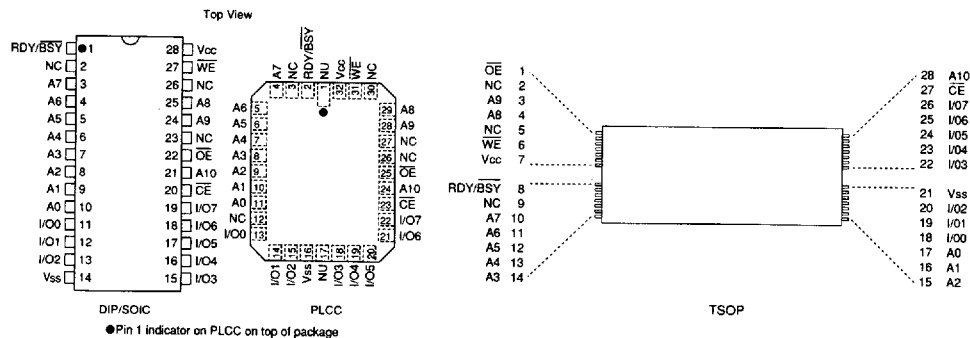 Top View
RDY/BSY 1 28 Vcc
NC 2 27 WE
A7 3 26 NC
A6 4 25 A8
A5 5 24 A9
A4 6 23 NC
A3 7 22 OE
A2 8 21 A10
A1 9 20 CE
A0 10 19 I/O7
I/O0 11 18 I/O6
I/O1 12 17 I/O5
I/O2 13 16 I/O4
Vss 14 15 I/O3
DIP/SOIC
A7 NC RDY/BSY NU Vcc WE NC
4 3 2 1 32 31 30
A6 5 29 A8
A5 6 28 A9
A4 7 27 NC
A3 8 26 NC
A2 9 25 OE
A1 10 24 A10
A0 11 23 CE
NC 12 22 I/O7
I/O0 13 21 I/O6
14 15 16 17 18 19 20
I/O1 I/O2 Vss NU I/O3 I/O4 I/O5
PLCC
●Pin 1 indicator on PLCC on top of package
OE 1 28 A10
NC 2 27 CE
A9 3 26 I/07
A8 4 25 I/06
NC 5 24 I/05
WE 6 23 I/04
Vcc 7 22 I/03
RDY/BSY 8 21 Vss
NC 9 20 I/02
A7 10 19 I/01
A6 11 18 I/00
A5 12 17 A0
A4 13 16 A1
A3 14 15 A2
TSOP